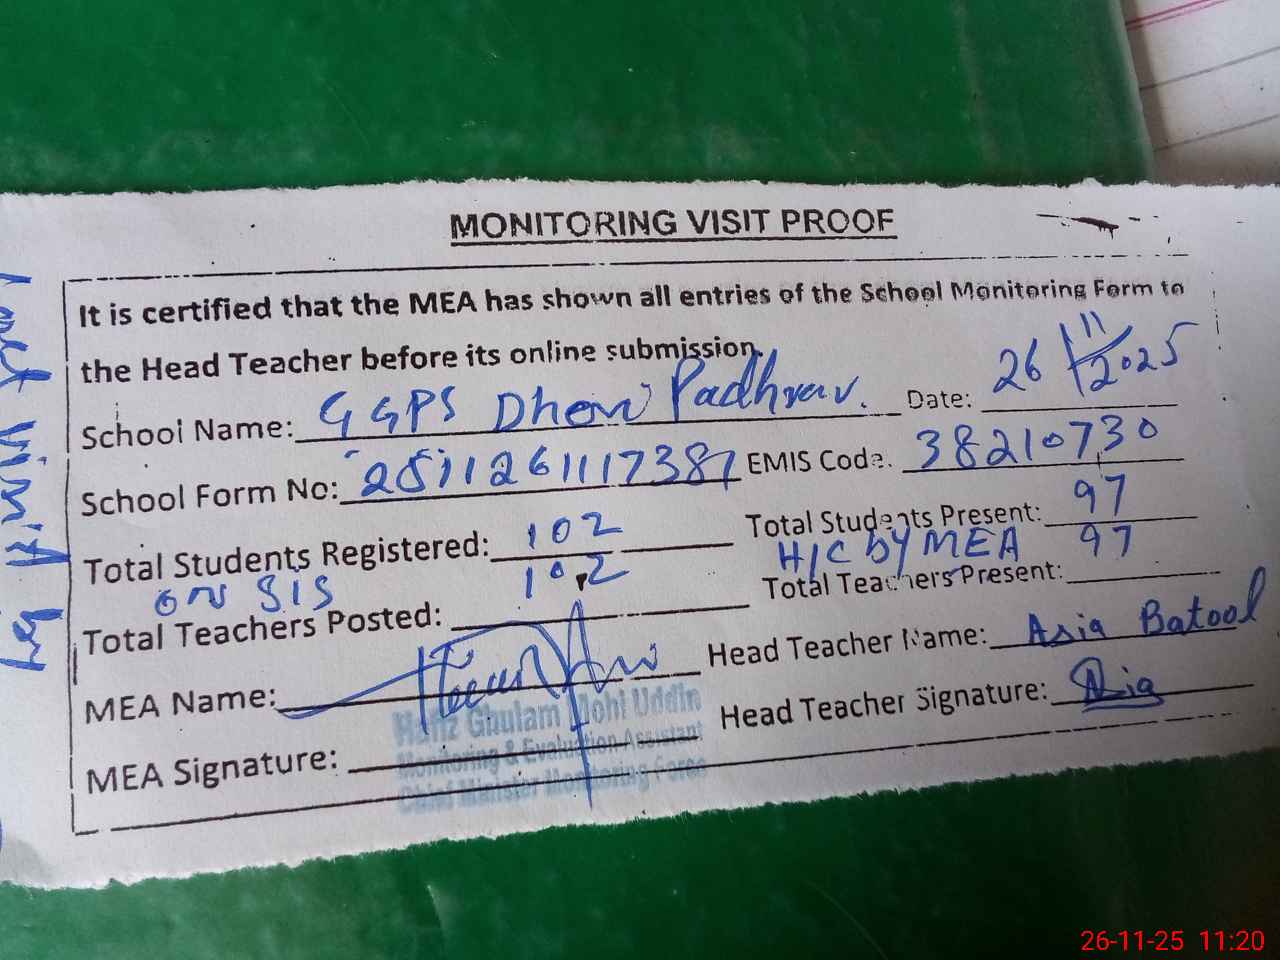 MONITORING VISIT PROOF
It is certified that the MEA has shown all entries of the School Monitoring Form to
the Head Teacher before its online submission.
School Name: GGPS Dheri Padhrar. Date: 26/11/2025
School Form No: 2511261117387 EMIS Code. 38210730
Total Students Registered: 102 Total Students Present: 97
on SIS 102 H/C by MEA 97
Total Teachers Posted: Total Teachers Present:
MEA Name: Head Teacher Name: Asia Batool
MEA Signature: Head Teacher Signature: Asia
Hafiz Ghulam Mohi Uddin
Monitoring & Evaluation Assistant
Chief Minister Monitoring Force
26-11-25 11:20